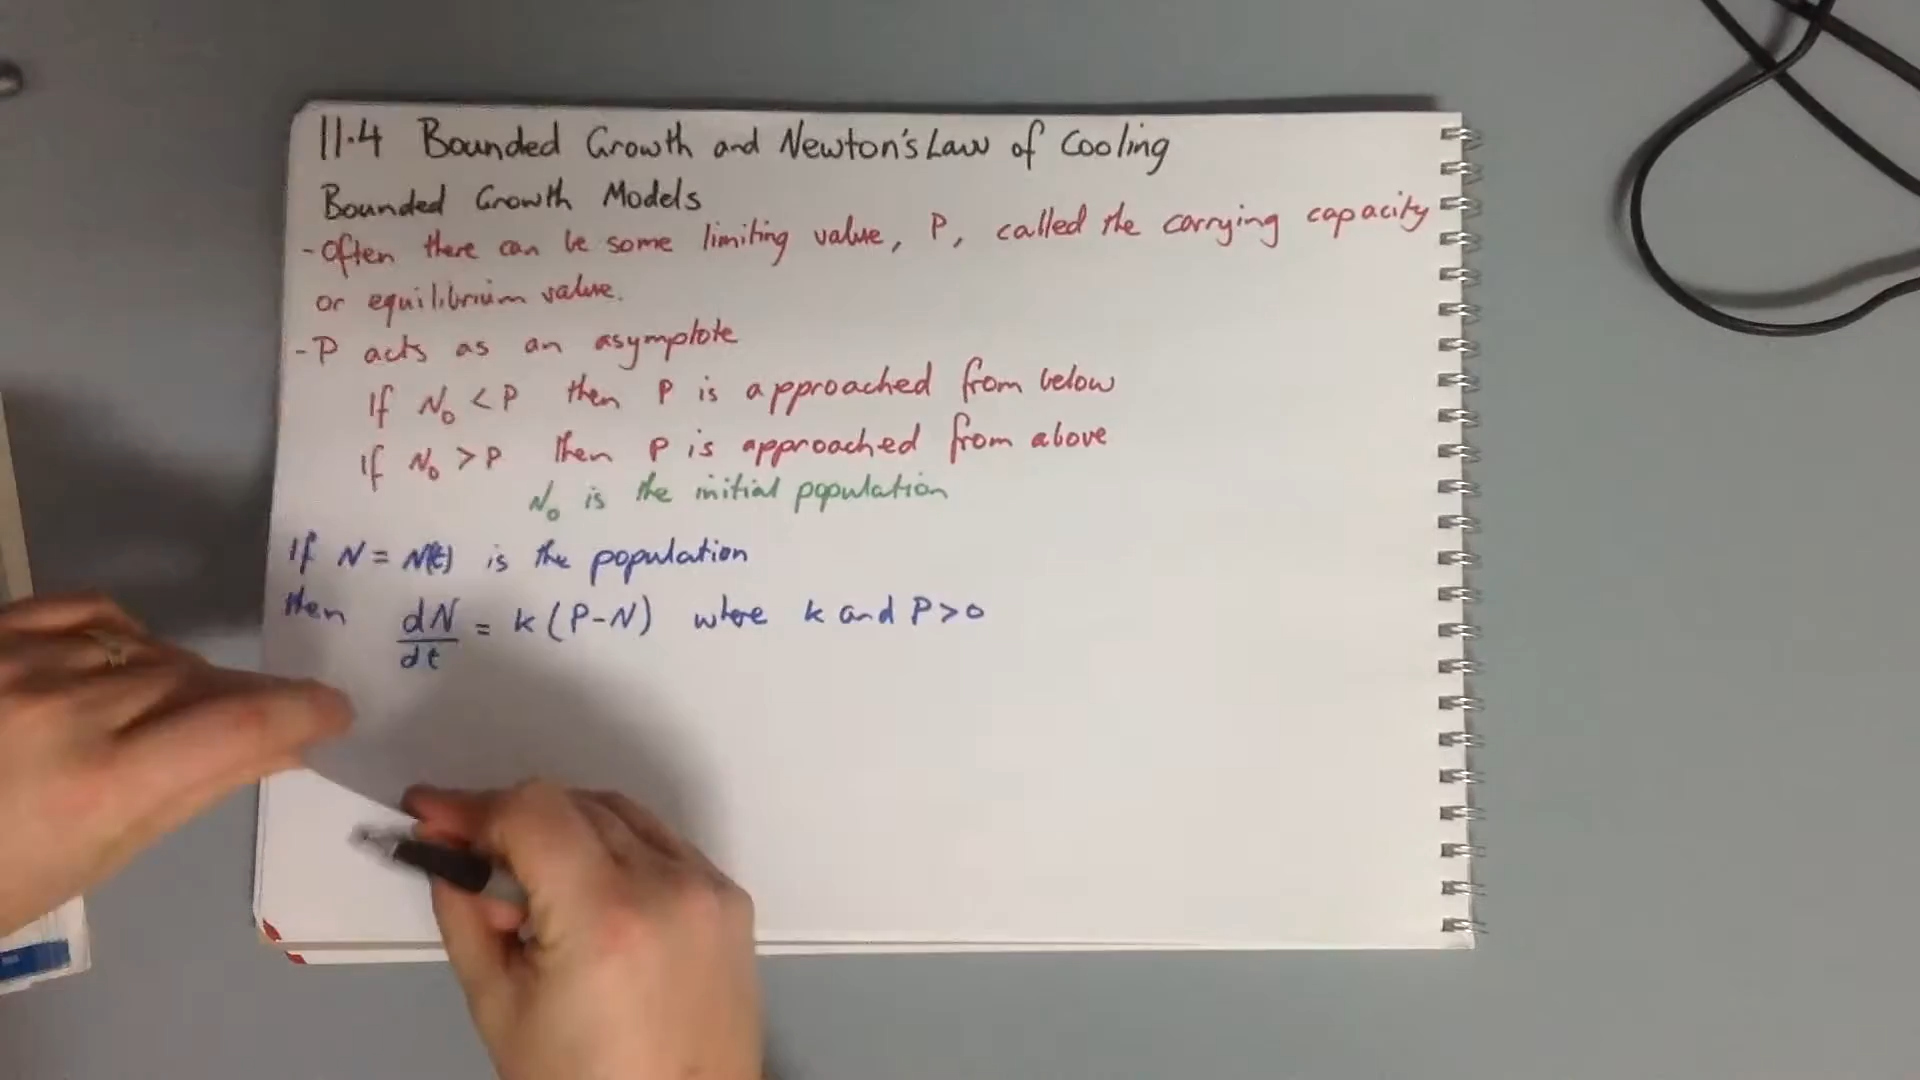 11.4 Bounded Growth and Newton's Law of Cooling
Bounded Growth Models
- Often there can be some limiting value, P, called the carrying capacity
or equilibrium value.
- P acts as an asymptote
If N₀ < P then P is approached from below
If N₀ > P then P is approached from above
N₀ is the initial population
If N = N(t) is the population
then dN/dt = k(P-N) where k and P>0